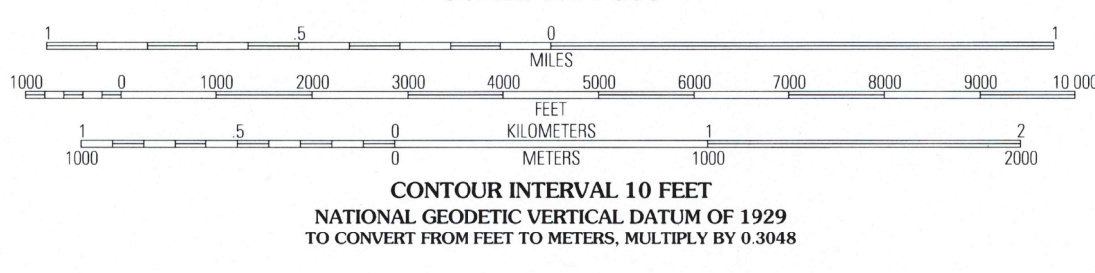 1 .5 0 1
MILES
1000 0 1000 2000 3000 4000 5000 6000 7000 8000 9000 10 000
FEET
1 .5 0 KILOMETERS 1 2
1000 0 METERS 1000 2000
CONTOUR INTERVAL 10 FEET
NATIONAL GEODETIC VERTICAL DATUM OF 1929
TO CONVERT FROM FEET TO METERS, MULTIPLY BY 0.3048